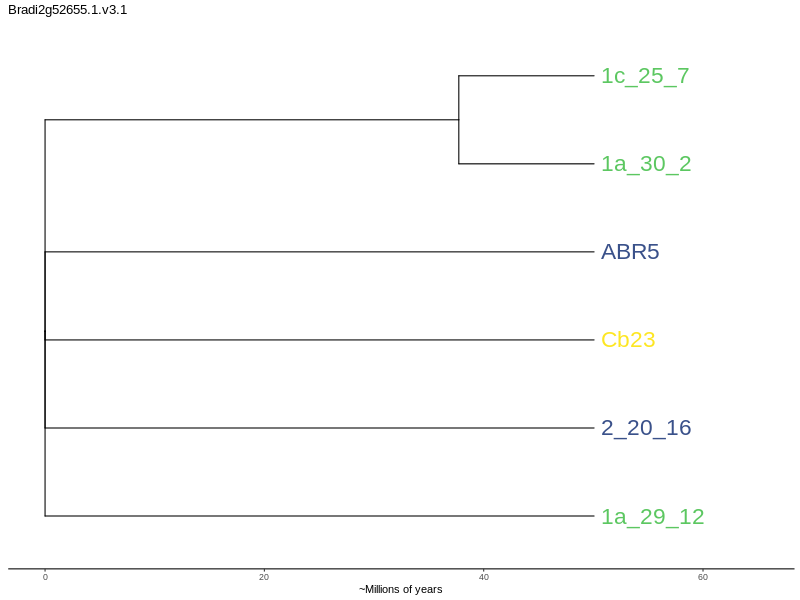 Bradi2g52655.1.v3.1
1c_25_7
1a_30_2
ABR5
Cb23
2_20_16
1a_29_12
0 20 40 60
~Millions of years